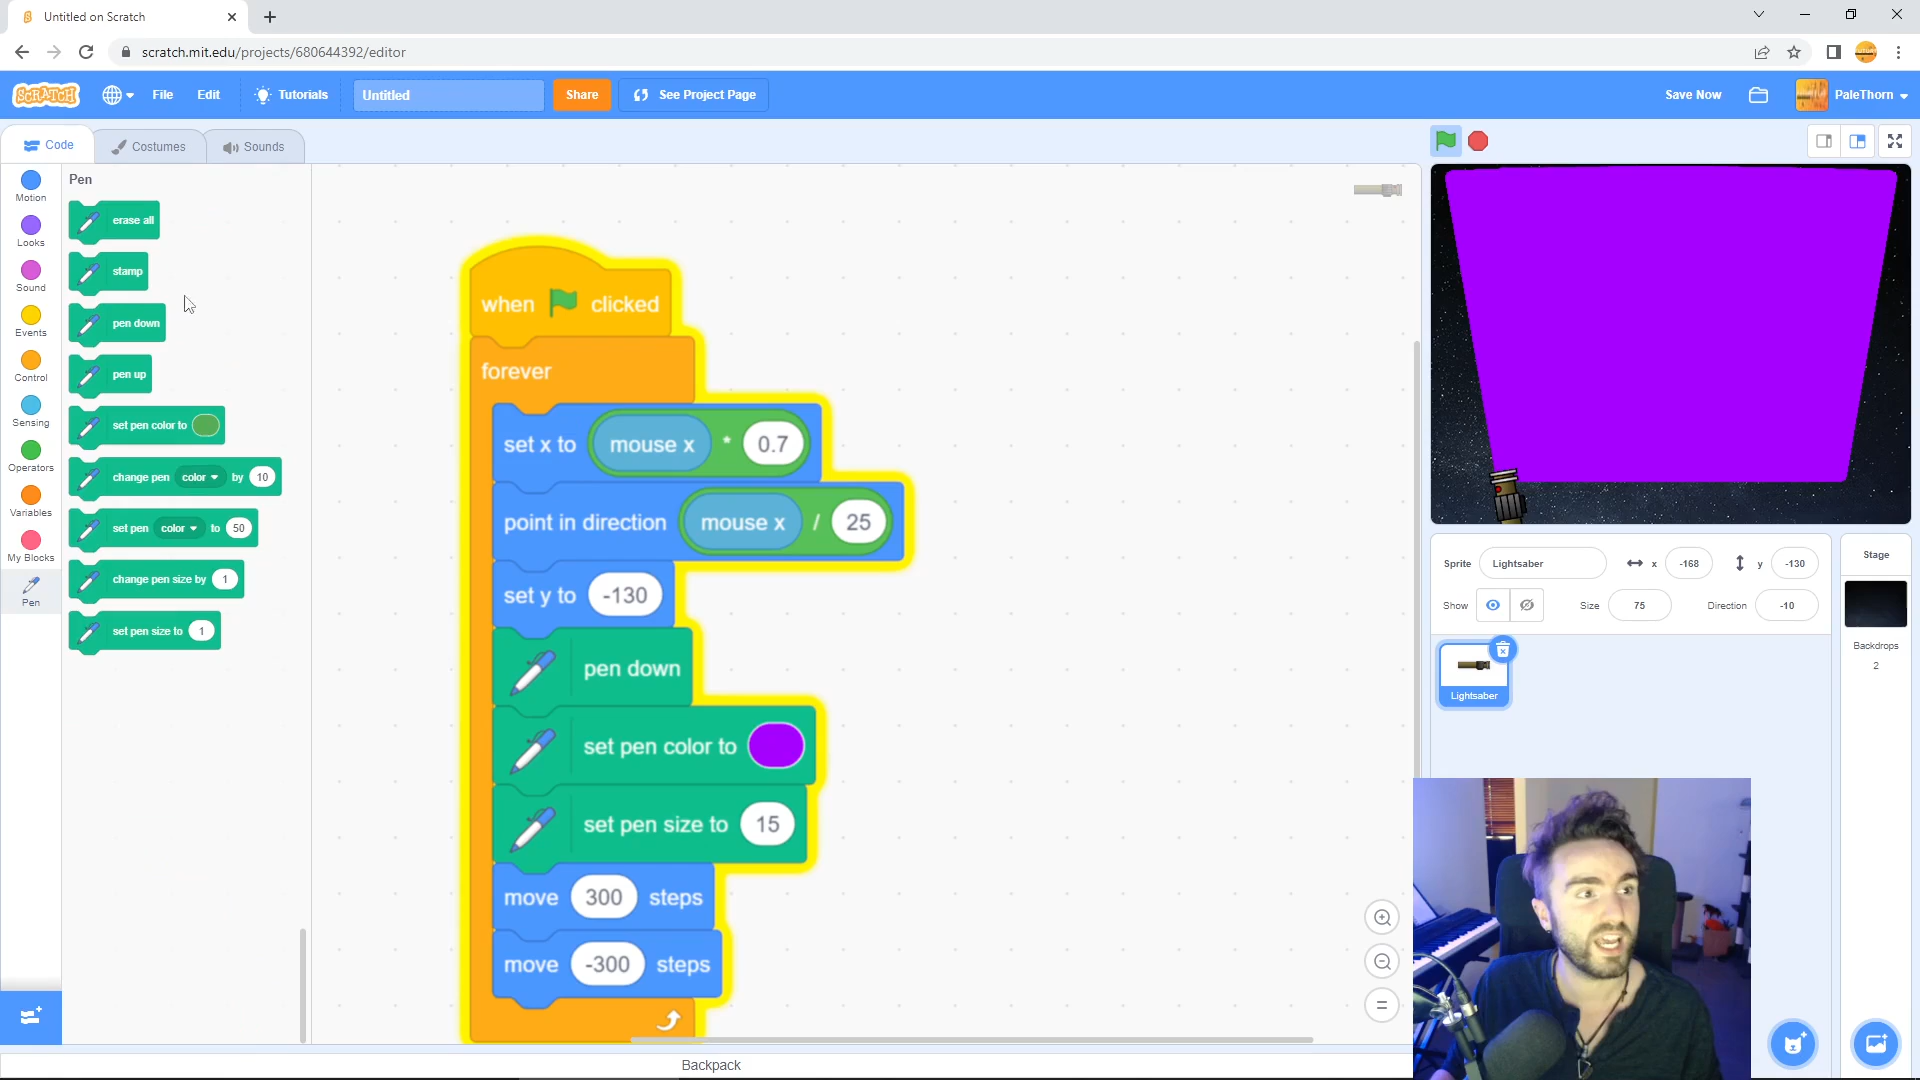 Untitled on Scratch
scratch.mit.edu/projects/680644392/editor
SCRATCH
File
Edit
Tutorials
Untitled
Share
See Project Page
Save Now
PaleThorn
Code
Costumes
Sounds
Motion
Looks
Sound
Events
Control
Sensing
Operators
Variables
My Blocks
Pen
Pen
erase all
stamp
pen down
pen up
set pen color to
change pen color by 10
set pen color to 50
change pen size by 1
set pen size to 1
when clicked
forever
set x to mouse x * 0.7
point in direction mouse x / 25
set y to -130
pen down
set pen color to
set pen size to 15
move 300 steps
move -300 steps
Backpack
Sprite Lightsaber x -168 y -130
Show Size 75 Direction -10
Lightsaber
Stage
Backdrops
2